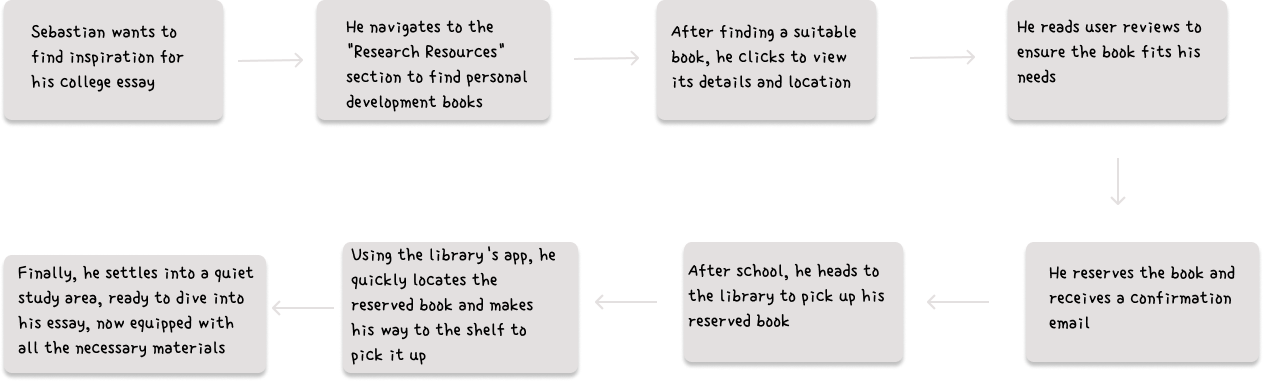 Sebastian wants to
find inspiration for
his college essay
He navigates to the
"Research Resources"
section to find personal
development books
After finding a suitable
book, he clicks to view
its details and location
He reads user reviews to
ensure the book fits his
needs
He reserves the book and
receives a confirmation
email
After school, he heads to
the library to pick up his
reserved book
Using the library's app, he
quickly locates the
reserved book and makes
his way to the shelf to
pick it up
Finally, he settles into a quiet
study area, ready to dive into
his essay, now equipped with
all the necessary materials